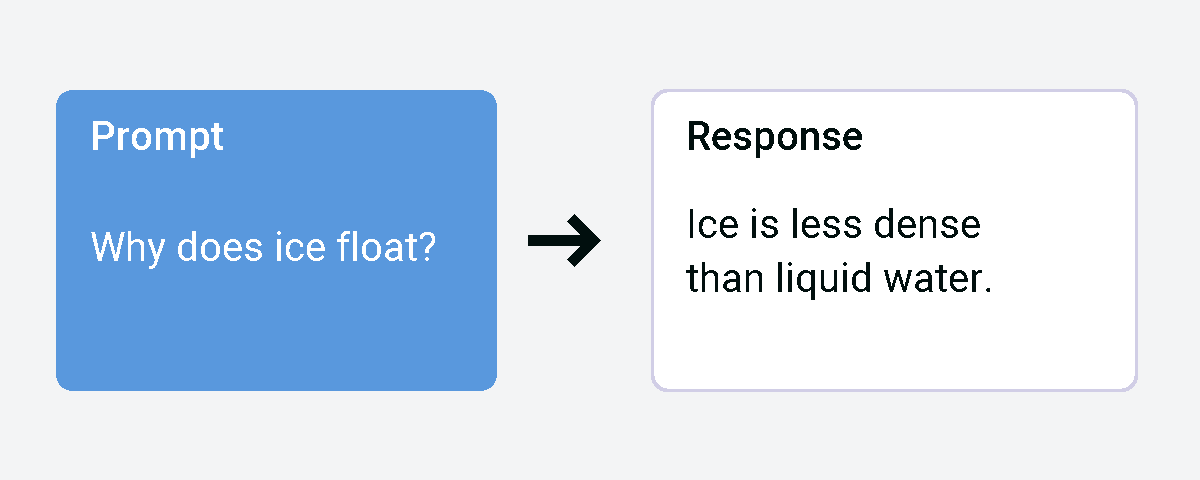 Prompt
Why does ice float?
Response
Ice is less dense
than liquid water.